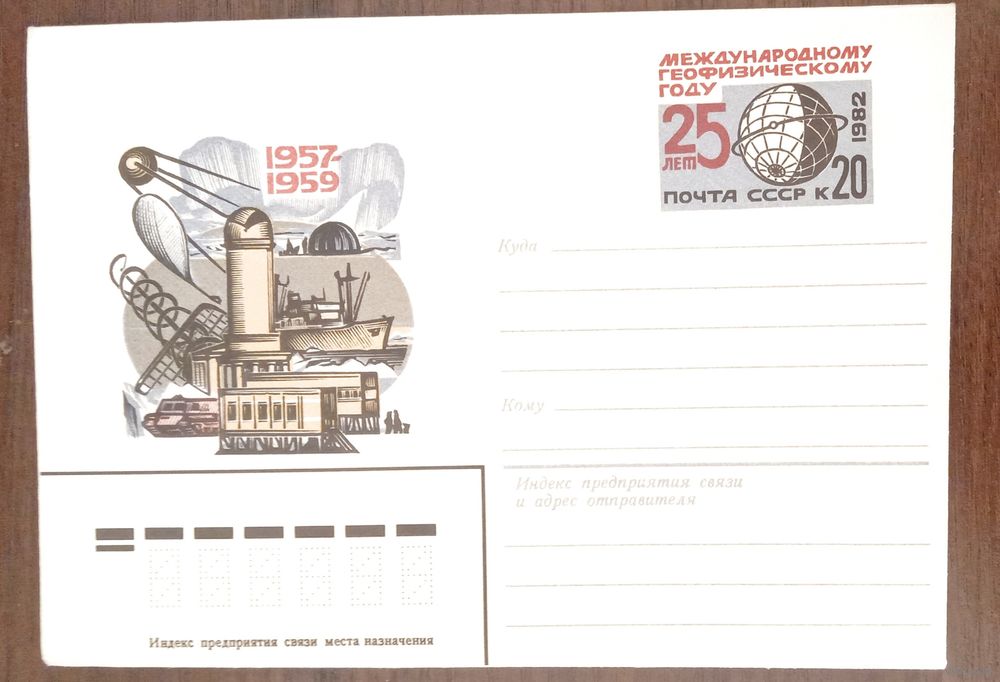 МЕЖДУНАРОДНОМУ
ГЕОФИЗИЧЕСКОМУ
ГОДУ
25
ЛЕТ
1982
ПОЧТА СССР К 20
1957-
1959
Куда
Кому
Индекс предприятия связи
и адрес отправителя
Индекс предприятия связи места назначения